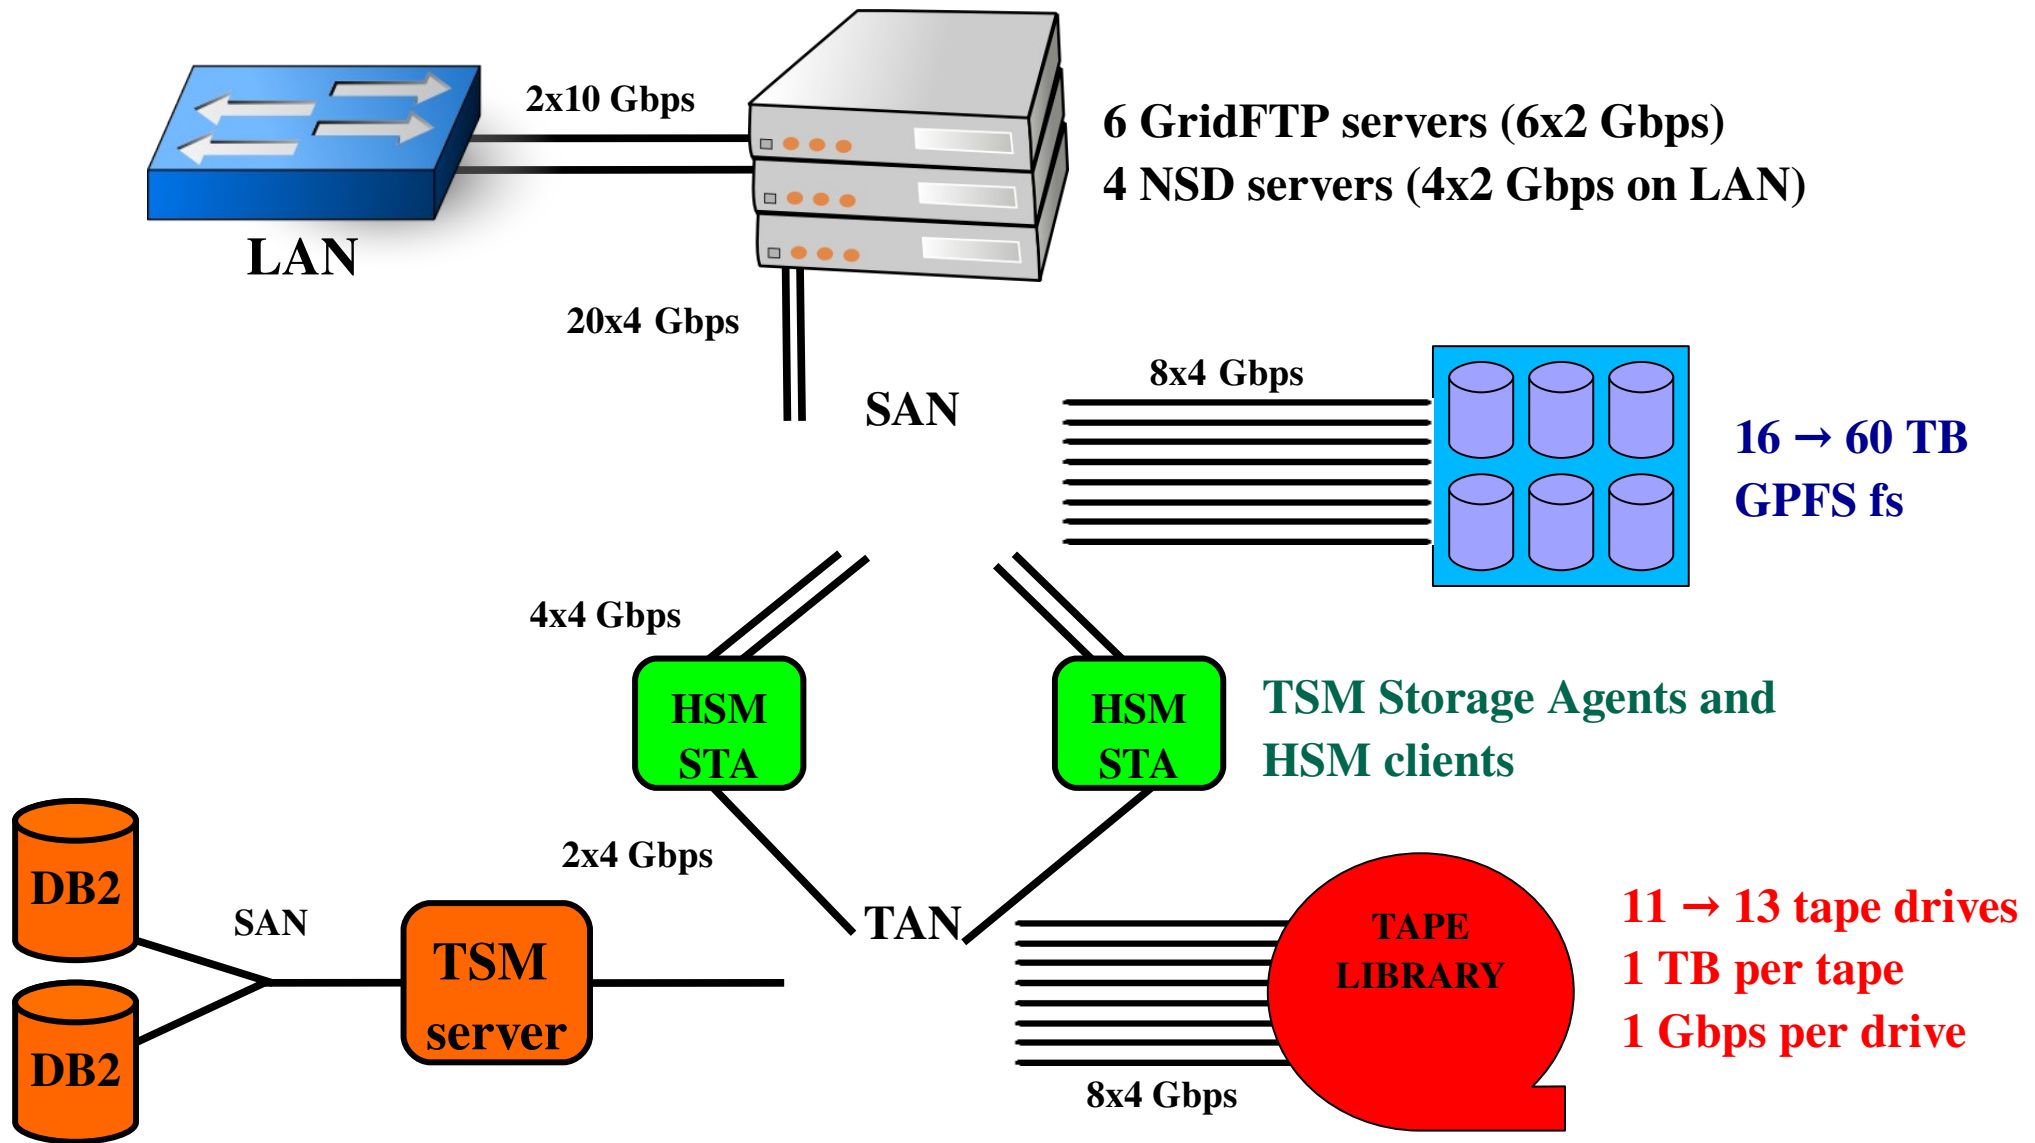 2x10 Gbps
6 GridFTP servers (6x2 Gbps)
4 NSD servers (4x2 Gbps on LAN)
LAN
20x4 Gbps
8x4 Gbps
SAN
16 → 60 TB
GPFS fs
4x4 Gbps
HSM
STA
HSM
STA
TSM Storage Agents and
HSM clients
2x4 Gbps
DB2
SAN
TSM
server
TAN
TAPE
LIBRARY
11 → 13 tape drives
1 TB per tape
1 Gbps per drive
DB2
8x4 Gbps